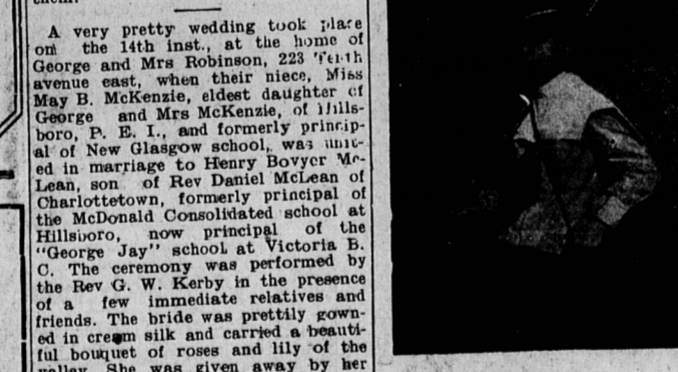 them.
A very pretty wedding took place
on the 14th inst., at the home of
George and Mrs Robinson, 223 Tenth
avenue east, when their niece, Miss
May B. McKenzie, eldest daughter of
George and Mrs McKenzie, of Hills-
boro, P. E. I., and formerly princip-
al of New Glasgow school, was unit-
ed in marriage to Henry Bovyer Mc-
Lean, son of Rev Daniel McLean of
Charlottetown, formerly principal of
the McDonald Consolidated school at
Hillsboro, now principal of the
“George Jay” school at Victoria B.
C. The ceremony was performed by
the Rev G. W. Kerby in the presence
of a few immediate relatives and
friends. The bride was prettily gown-
ed in cream silk and carried a beauti-
ful bouquet of roses and lily of the
valley. She was given away by her